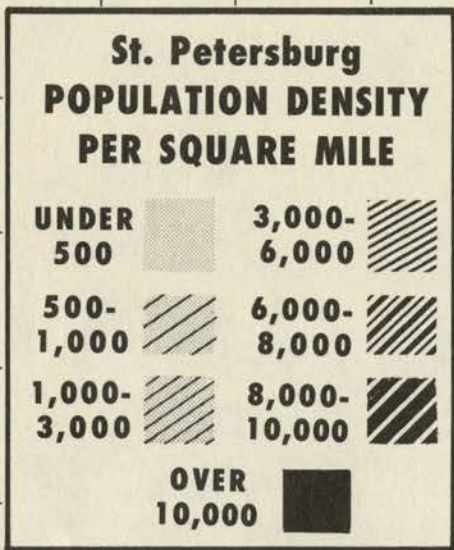 St. Petersburg
POPULATION DENSITY
PER SQUARE MILE
UNDER
500
500-
1,000
1,000-
3,000
3,000-
6,000
6,000-
8,000
8,000-
10,000
OVER
10,000